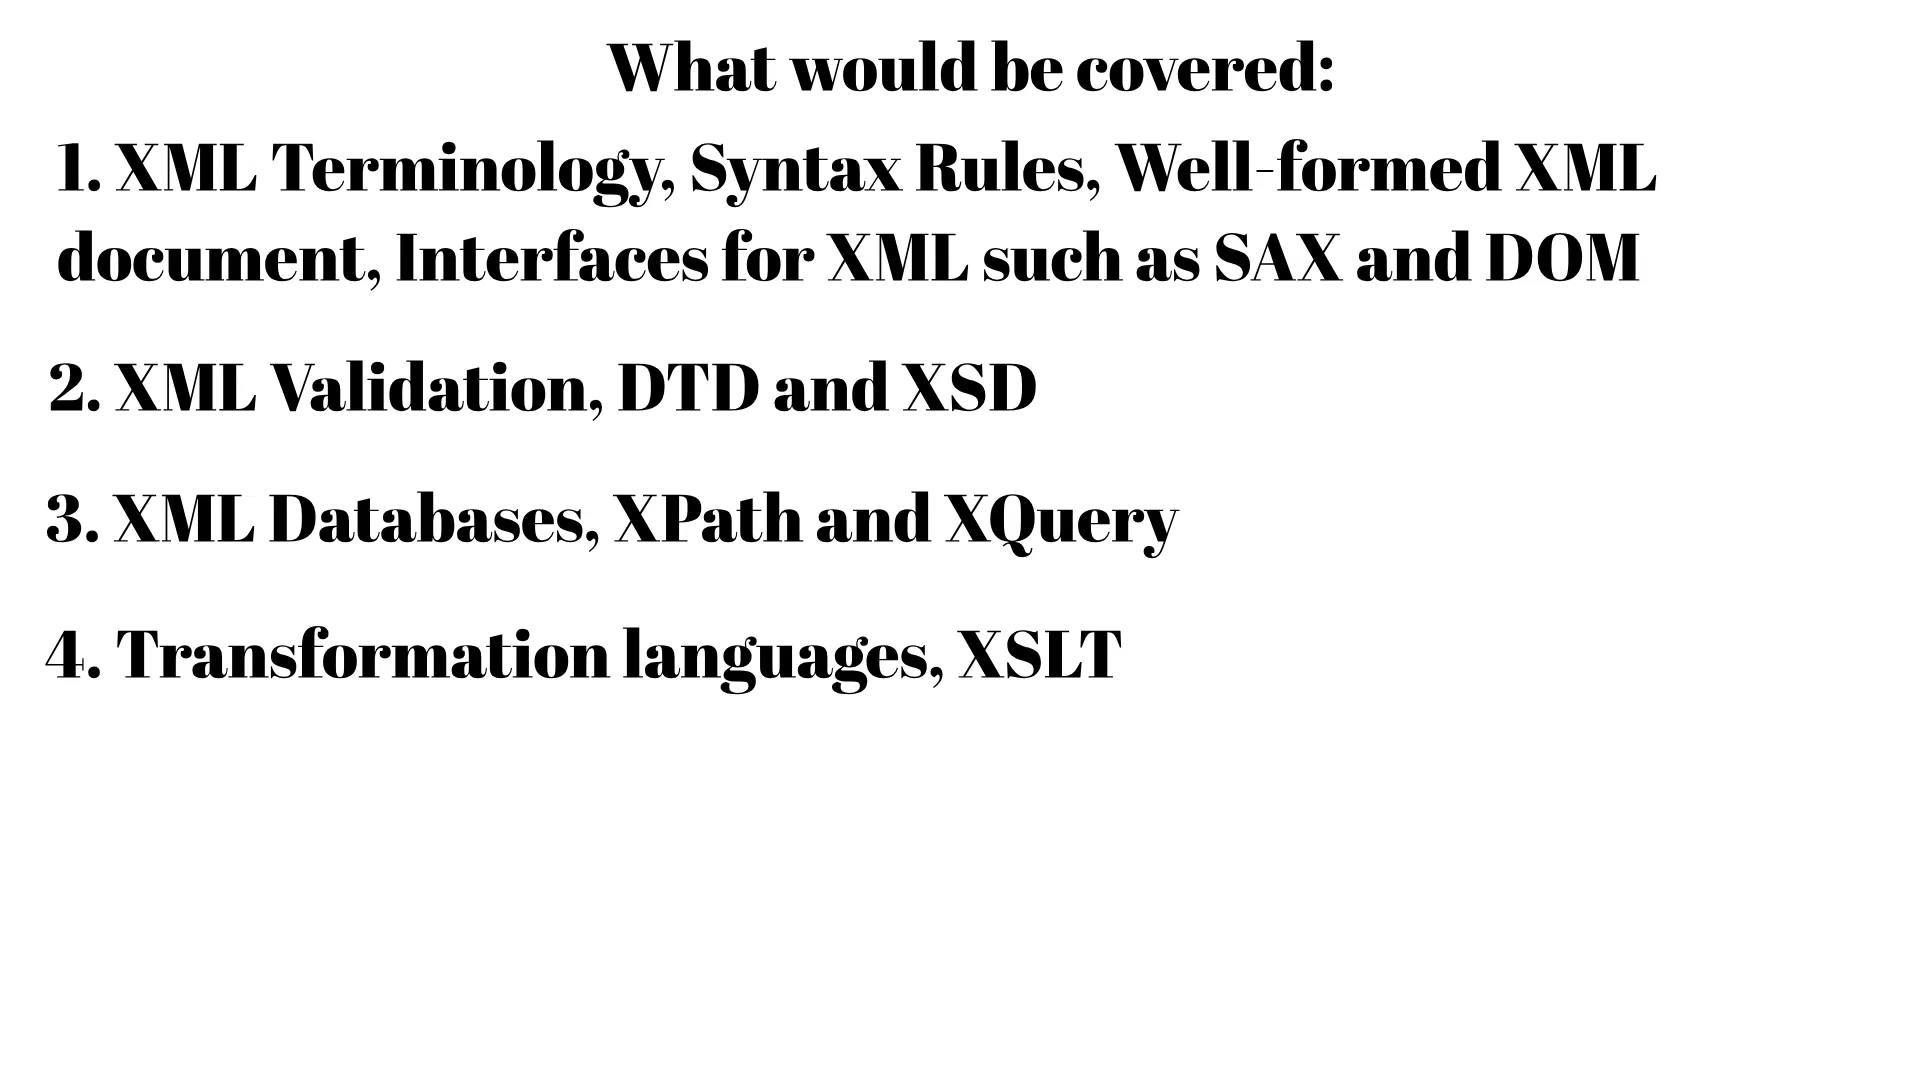 What would be covered:
1. XML Terminology, Syntax Rules, Well-formed XML
document, Interfaces for XML such as SAX and DOM
2. XML Validation, DTD and XSD
3. XML Databases, XPath and XQuery
4. Transformation languages, XSLT